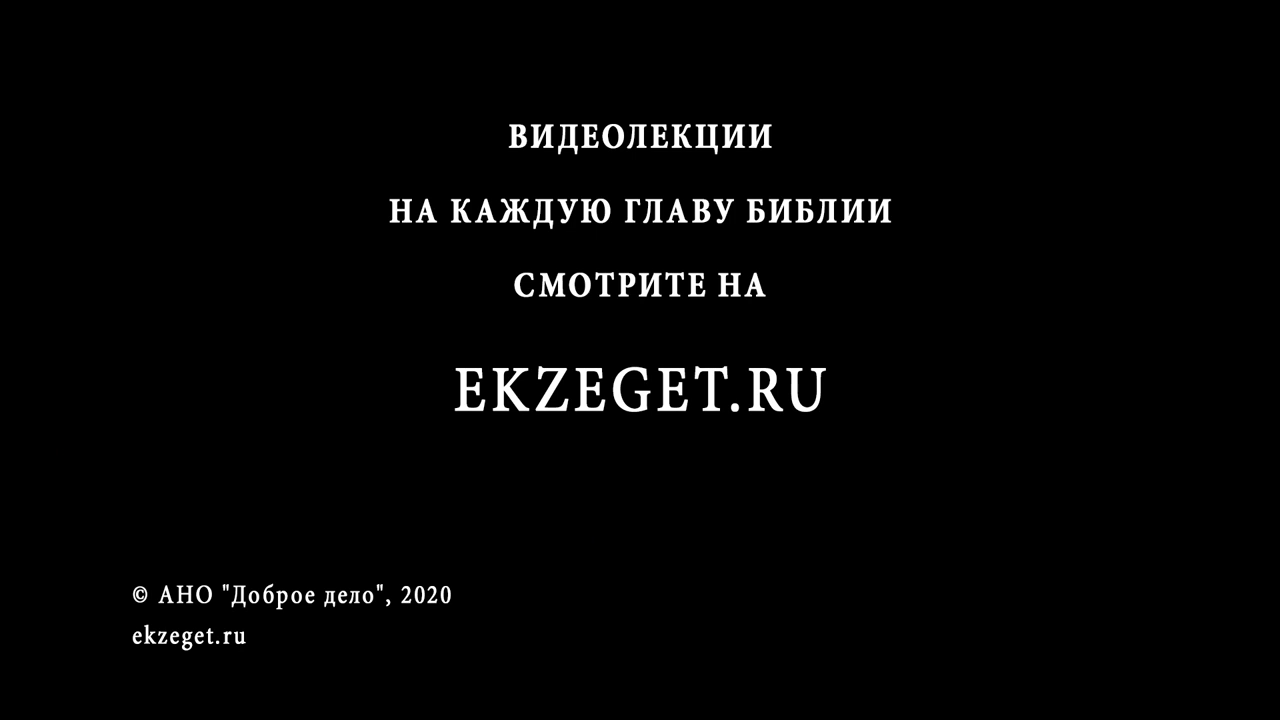 ВИДЕОЛЕКЦИИ
НА КАЖДУЮ ГЛАВУ БИБЛИИ
СМОТРИТЕ НА
EKZEGET.RU
© АНО "Доброе дело", 2020
ekzeget.ru